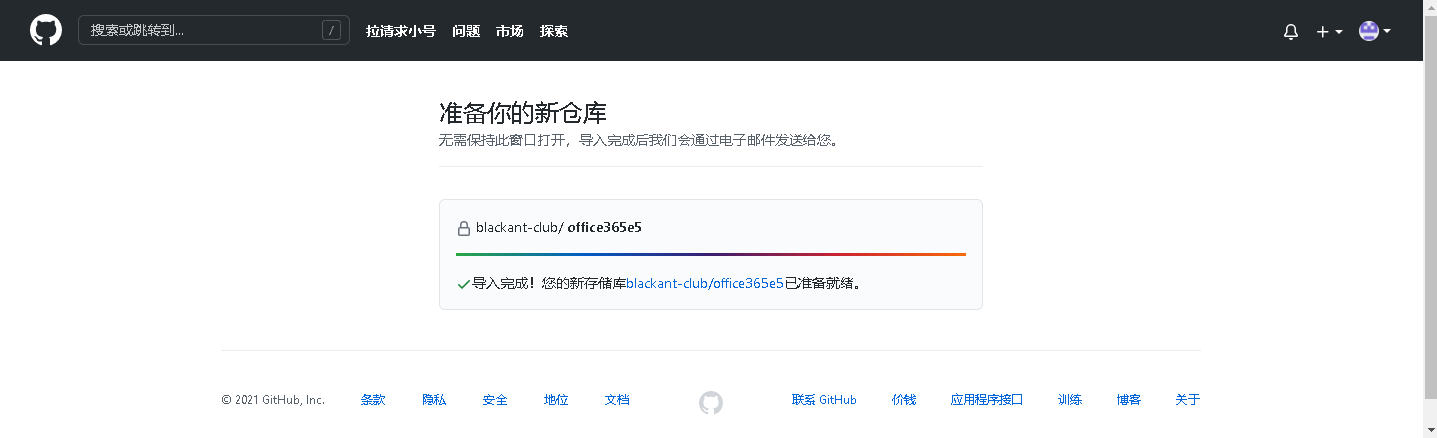 搜索或跳转到... / 拉请求小号 问题 市场 探索
准备你的新仓库
无需保持此窗口打开，导入完成后我们会通过电子邮件发送给您。
blackant-club/ office365e5
导入完成！您的新存储库blackant-club/office365e5已准备就绪。
© 2021 GitHub, Inc. 条款 隐私 安全 地位 文档 联系 GitHub 价钱 应用程序接口 训练 博客 关于